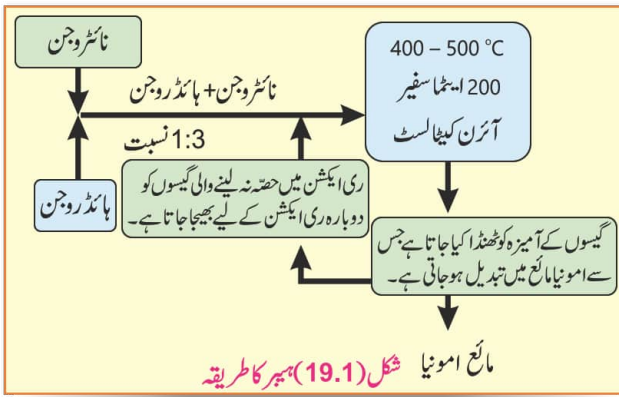 نائٹروجن
نائٹروجن + ہائڈروجن
1:3 نسبت
ہائڈروجن
400 – 500 °C
200 ایٹماسفیر
آئرن کیٹالسٹ
ری ایکشن میں حصّہ نہ لینے والی گیسوں کو
دوبارہ ری ایکشن کے لیے بھیجا جاتا ہے۔
گیسوں کے آمیزہ کو ٹھنڈا کیا جاتا ہے جس
سے امونیا مائع میں تبدیل ہوجاتی ہے۔
مائع امونیا
شکل (19.1) ہیبر کا طریقہ